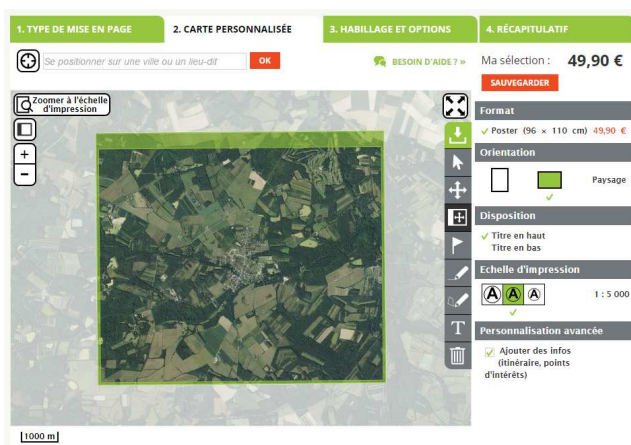 1. TYPE DE MISE EN PAGE
2. CARTE PERSONNALISÉE
3. HABILLAGE ET OPTIONS
4. RÉCAPITULATIF
Se positionner sur une ville ou un lieu-dit
OK
BESOIN D'AIDE ? »
Ma sélection :
49,90 €
SAUVEGARDER
Zoomer à l'échelle
d'impression
+
−
T
Format
Poster (96 × 110 cm) 49,90 €
Orientation
Paysage
Disposition
Titre en haut
Titre en bas
Echelle d'impression
A A A
1 : 5 000
Personnalisation avancée
Ajouter des infos
(itinéraire, points
d'intérêts)
1000 m